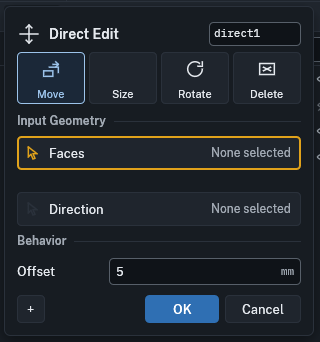 Direct Edit direct1
Move Size Rotate Delete
Input Geometry
Faces None selected
Direction None selected
Behavior
Offset 5 mm
+ OK Cancel